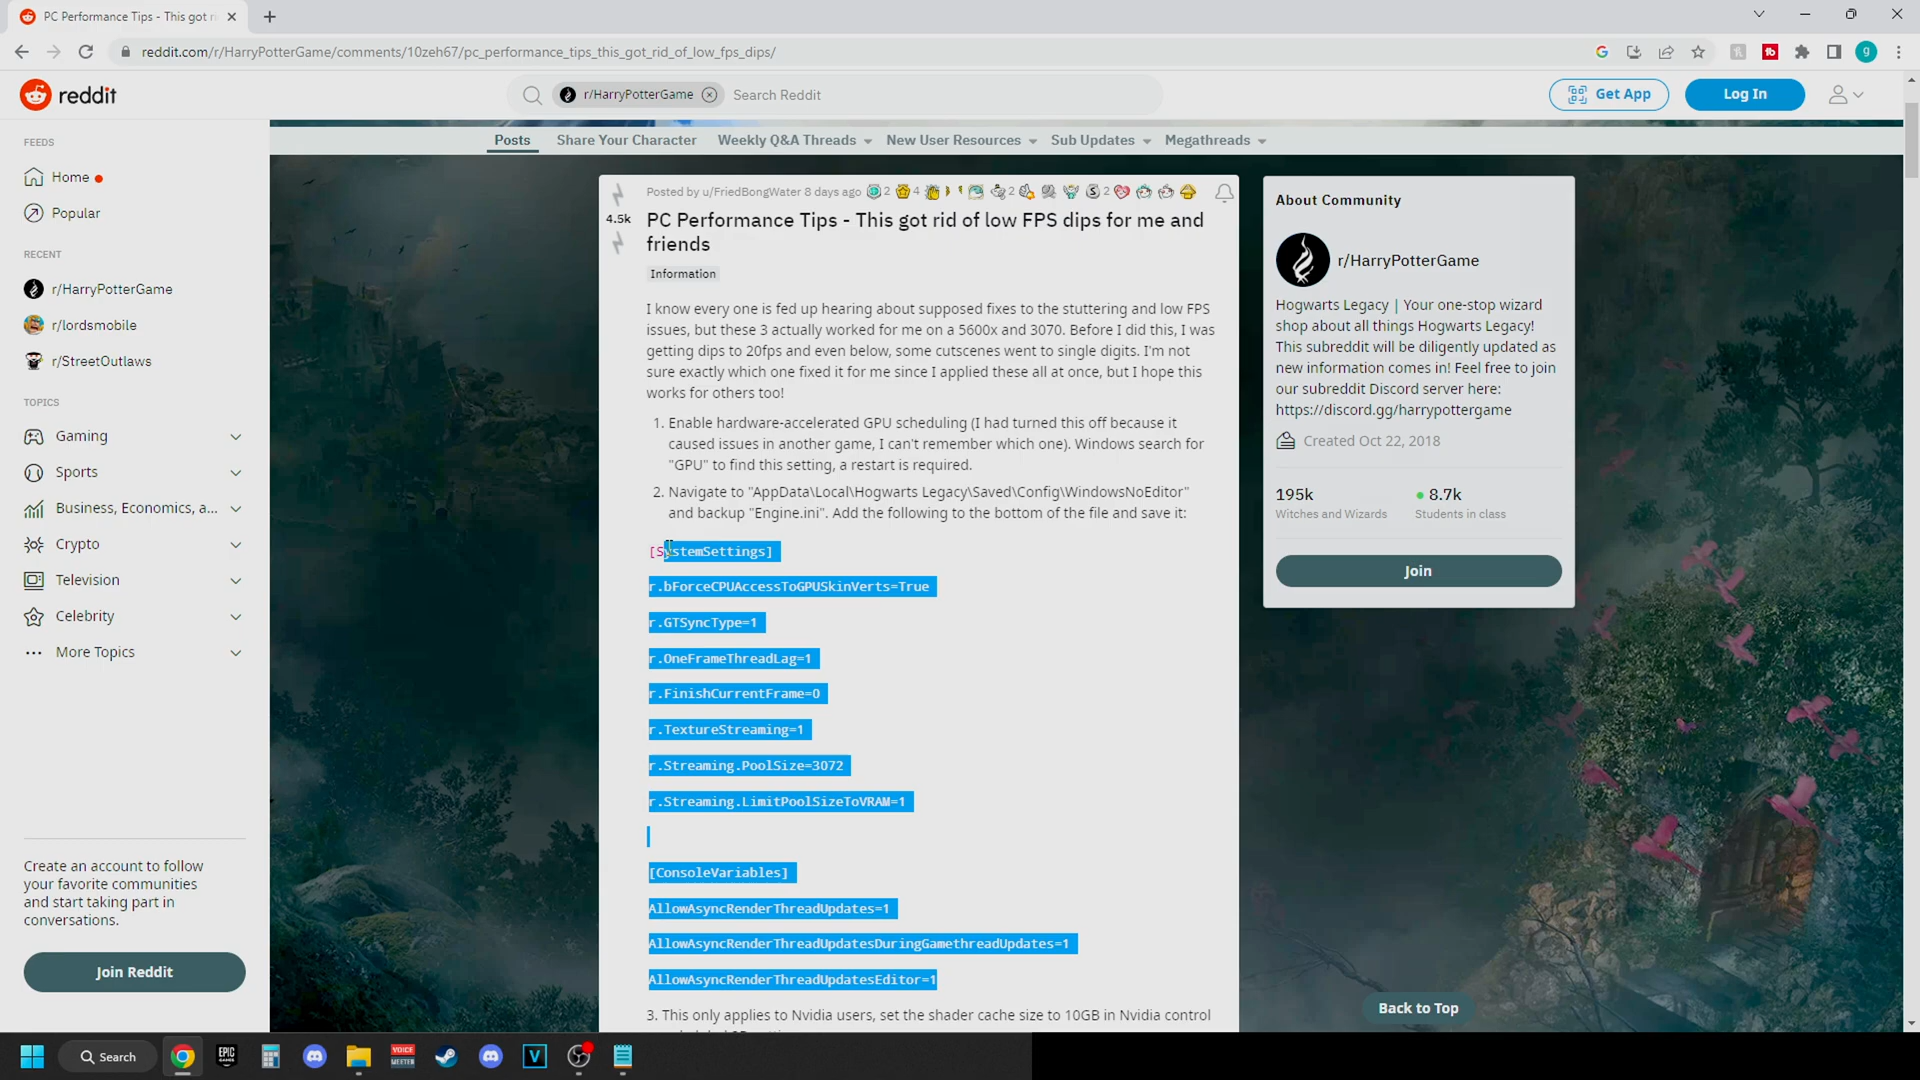 PC Performance Tips - This got ri
reddit.com/r/HarryPotterGame/comments/10zeh67/pc_performance_tips_this_got_rid_of_low_fps_dips/
reddit
r/HarryPotterGame
Search Reddit
Get App
Log In
FEEDS
Home
Popular
RECENT
r/HarryPotterGame
r/lordsmobile
r/StreetOutlaws
TOPICS
Gaming
Sports
Business, Economics, a...
Crypto
Television
Celebrity
More Topics
Create an account to follow
your favorite communities
and start taking part in
conversations.
Join Reddit
Posts
Share Your Character
Weekly Q&A Threads
New User Resources
Sub Updates
Megathreads
4.5k
Posted by u/FriedBongWater 8 days ago 2 4 2 2
PC Performance Tips - This got rid of low FPS dips for me and
friends
Information
I know every one is fed up hearing about supposed fixes to the stuttering and low FPS
issues, but these 3 actually worked for me on a 5600x and 3070. Before I did this, I was
getting dips to 20fps and even below, some cutscenes went to single digits. I'm not
sure exactly which one fixed it for me since I applied these all at once, but I hope this
works for others too!
1. Enable hardware-accelerated GPU scheduling (I had turned this off because it
caused issues in another game, I can't remember which one). Windows search for
"GPU" to find this setting, a restart is required.
2. Navigate to "AppData\Local\Hogwarts Legacy\Saved\Config\WindowsNoEditor"
and backup "Engine.ini". Add the following to the bottom of the file and save it:
[SystemSettings]
r.bForceCPUAccessToGPUSkinVerts=True
r.GTSyncType=1
r.OneFrameThreadLag=1
r.FinishCurrentFrame=0
r.TextureStreaming=1
r.Streaming.PoolSize=3072
r.Streaming.LimitPoolSizeToVRAM=1
[ConsoleVariables]
AllowAsyncRenderThreadUpdates=1
AllowAsyncRenderThreadUpdatesDuringGamethreadUpdates=1
AllowAsyncRenderThreadUpdatesEditor=1
3. This only applies to Nvidia users, set the shader cache size to 10GB in Nvidia control
About Community
r/HarryPotterGame
Hogwarts Legacy | Your one-stop wizard
shop about all things Hogwarts Legacy!
This subreddit will be diligently updated as
new information comes in! Feel free to join
our subreddit Discord server here:
https://discord.gg/harrypottergame
Created Oct 22, 2018
195k
8.7k
Witches and Wizards
Students in class
Join
Back to Top
Search
EPIC
GAMES
VOICE
MEETER
V